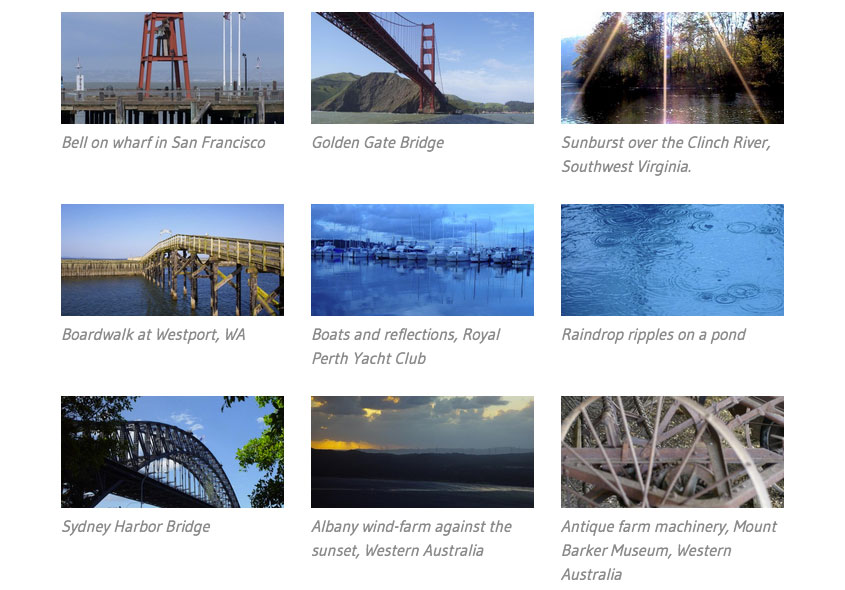 Bell on wharf in San Francisco
Golden Gate Bridge
Sunburst over the Clinch River,
Southwest Virginia.
Boardwalk at Westport, WA
Boats and reflections, Royal
Perth Yacht Club
Raindrop ripples on a pond
Sydney Harbor Bridge
Albany wind-farm against the
sunset, Western Australia
Antique farm machinery, Mount
Barker Museum, Western
Australia